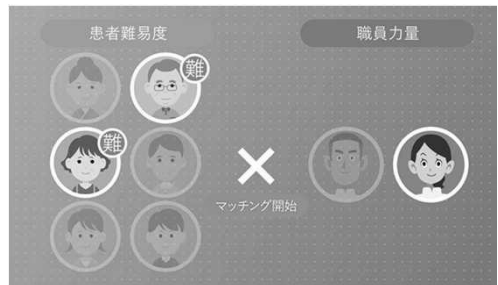 患者難易度
職員力量
難
難
マッチング開始